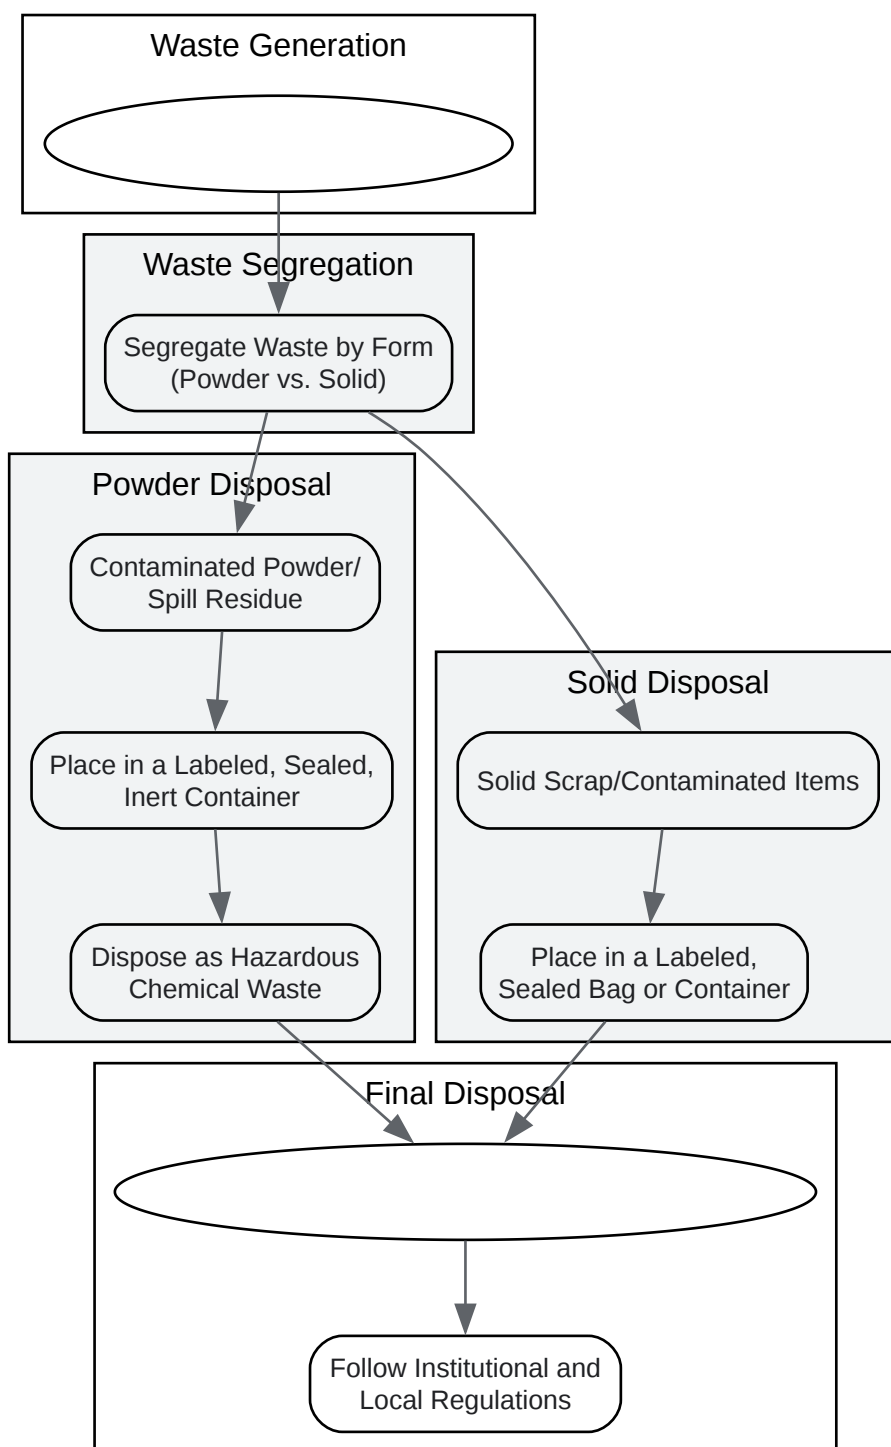 Waste Generation
Waste Segregation
Segregate Waste by Form
(Powder vs. Solid)
Powder Disposal
Contaminated Powder/
Spill Residue
Place in a Labeled, Sealed,
Inert Container
Dispose as Hazardous
Chemical Waste
Solid Disposal
Solid Scrap/Contaminated Items
Place in a Labeled,
Sealed Bag or Container
Final Disposal
Follow Institutional and
Local Regulations